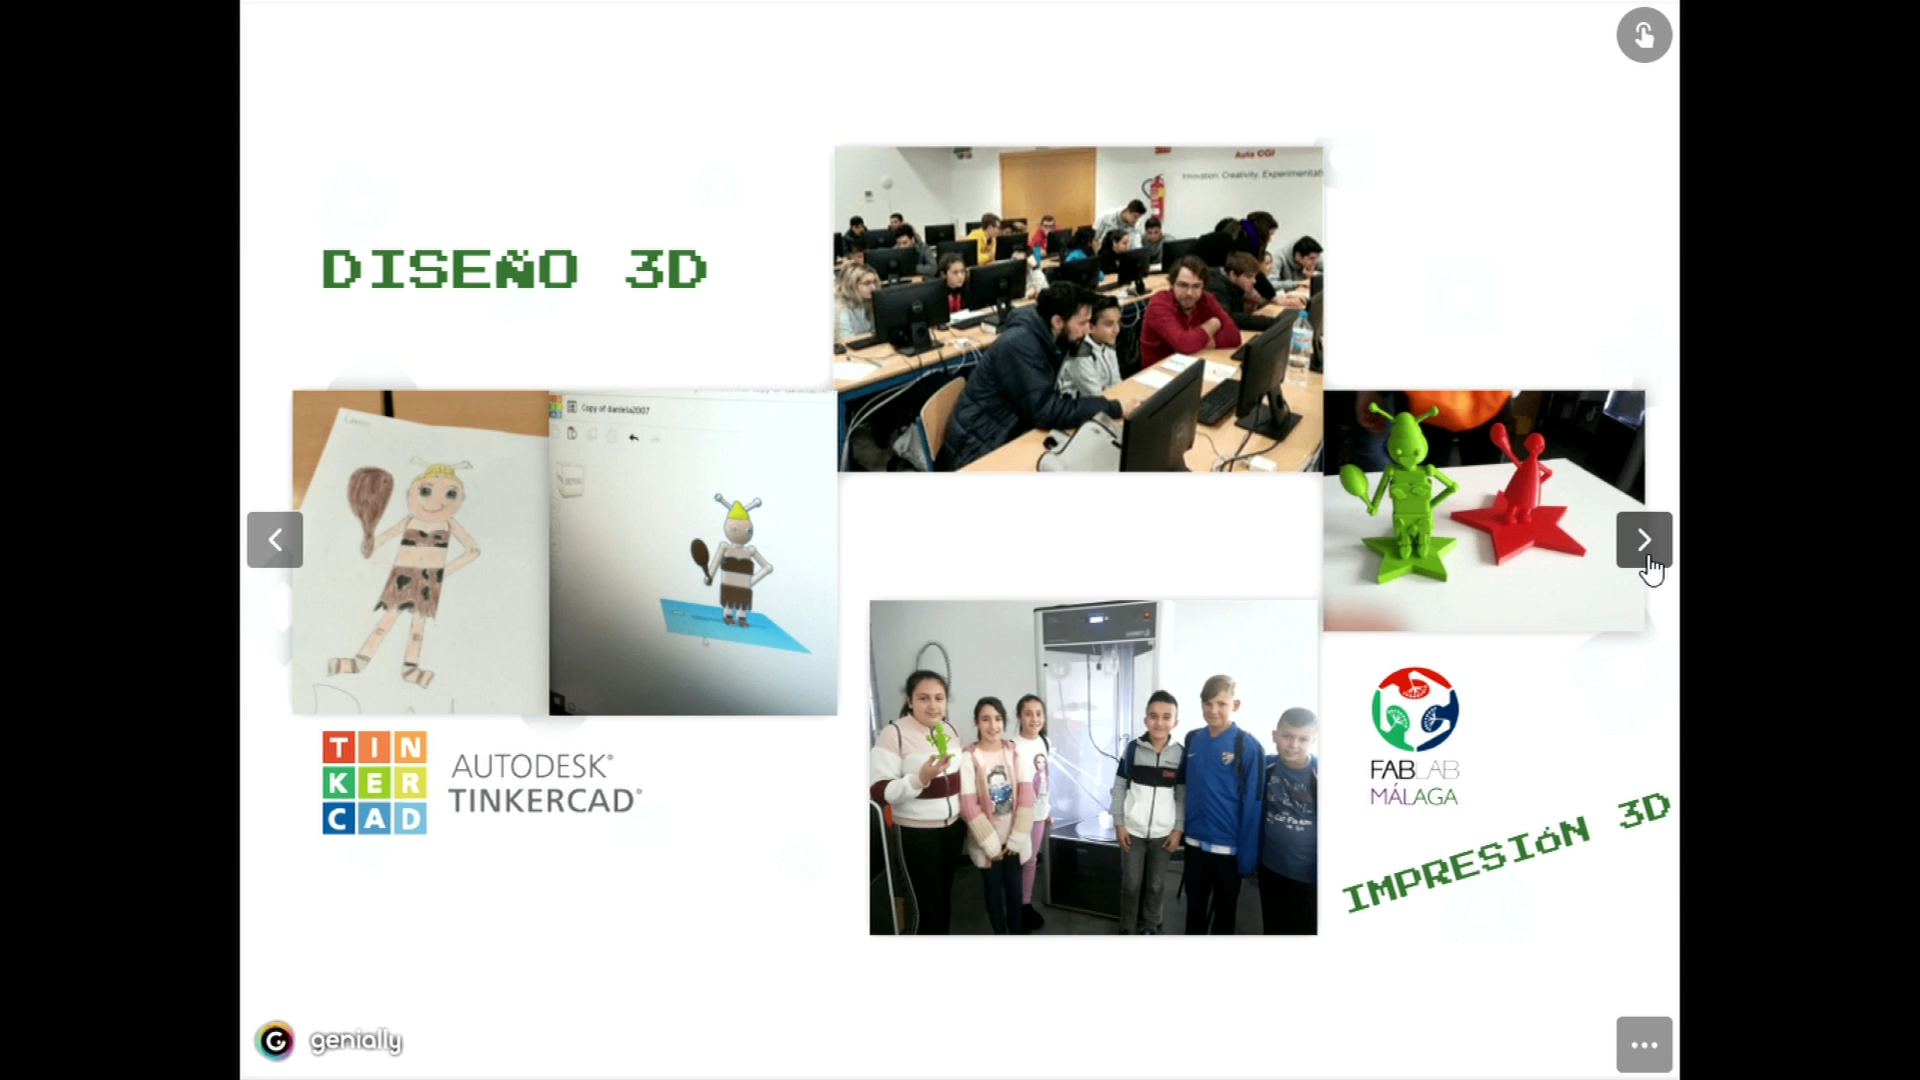 Aula CGI
Innovation, Creativity, Experimentati
DISEÑO 3D
Copy of daniela2007
TIN
KER
CAD
AUTODESK®
TINKERCAD®
FABLAB
MÁLAGA
IMPRESIóN 3D
genially